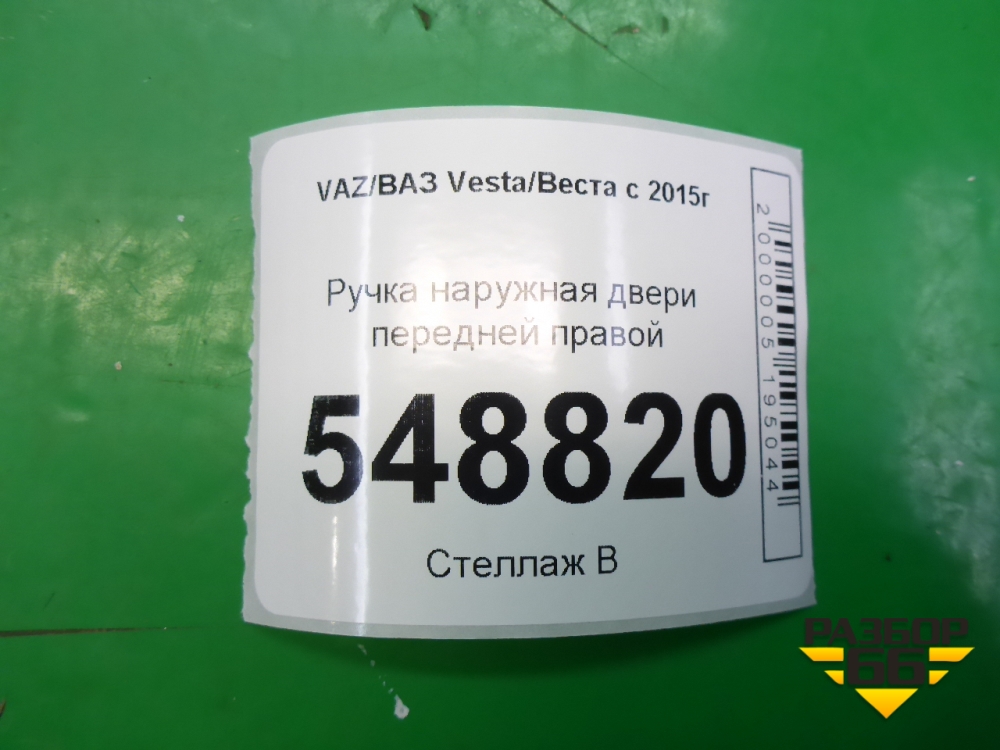 VAZ/ВАЗ Vesta/Веста с 2015г
Ручка наружная двери
передней правой
548820
Стеллаж В
2000005195044
РАЗБОР
66